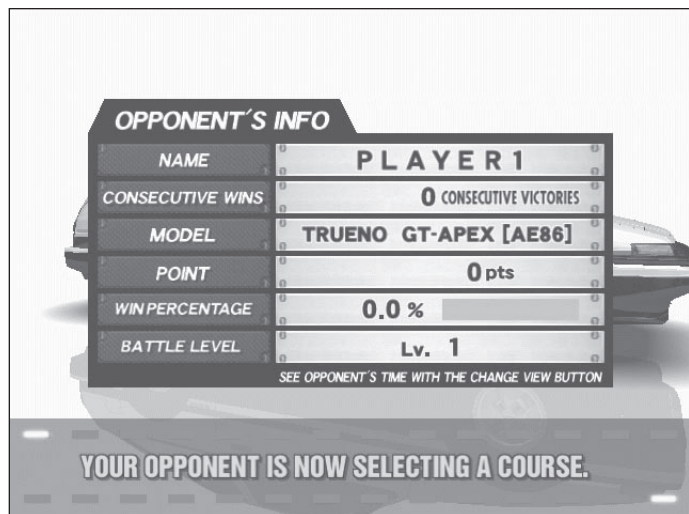 OPPONENT´S INFO
NAME PLAYER1
CONSECUTIVE WINS 0 CONSECUTIVE VICTORIES
MODEL TRUENO GT-APEX [AE86]
POINT 0 pts
WIN PERCENTAGE 0.0 %
BATTLE LEVEL Lv. 1
SEE OPPONENT´S TIME WITH THE CHANGE VIEW BUTTON
YOUR OPPONENT IS NOW SELECTING A COURSE.